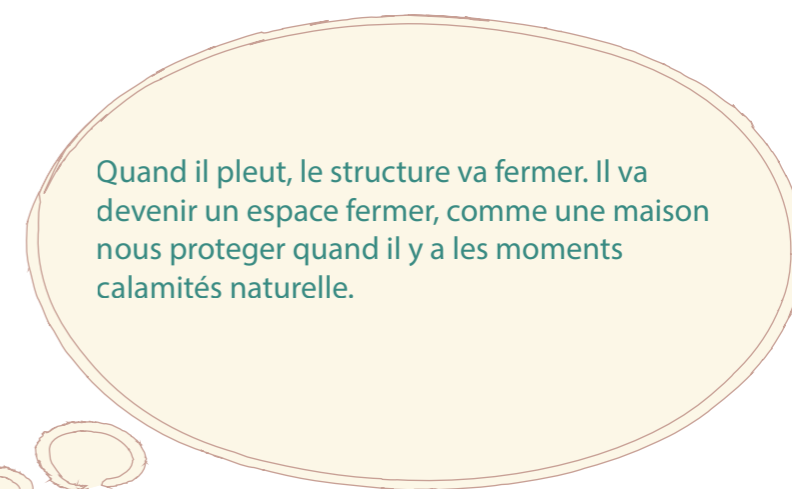 Quand il pleut, le structure va fermer. Il va
devenir un espace fermer, comme une maison
nous proteger quand il y a les moments
calamités naturelle.